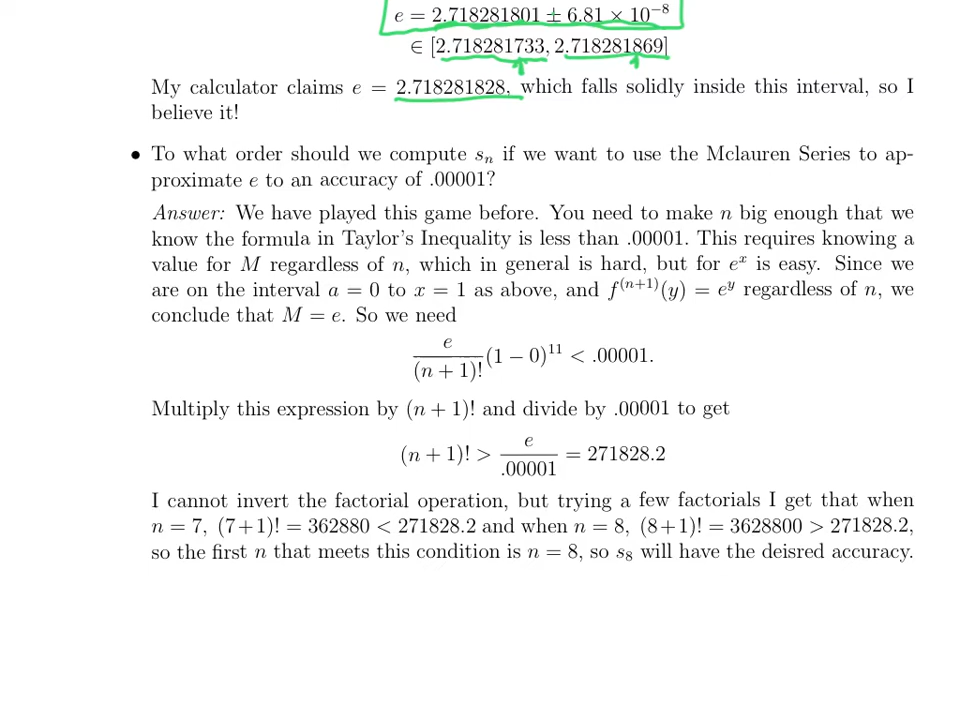 e = 2.718281801 ± 6.81 × 10⁻⁸
∈ [2.718281733, 2.718281869]
My calculator claims e = 2.718281828, which falls solidly inside this interval, so I
believe it!
• To what order should we compute sₙ if we want to use the Mclauren Series to ap-
proximate e to an accuracy of .00001?
Answer: We have played this game before. You need to make n big enough that we
know the formula in Taylor's Inequality is less than .00001. This requires knowing a
value for M regardless of n, which in general is hard, but for eˣ is easy. Since we
are on the interval a = 0 to x = 1 as above, and f⁽ⁿ⁺¹⁾(y) = eʸ regardless of n, we
conclude that M = e. So we need
e/(n + 1)! (1 − 0)¹¹ < .00001.
Multiply this expression by (n + 1)! and divide by .00001 to get
(n + 1)! > e/.00001 = 271828.2
I cannot invert the factorial operation, but trying a few factorials I get that when
n = 7, (7+1)! = 362880 < 271828.2 and when n = 8, (8+1)! = 3628800 > 271828.2,
so the first n that meets this condition is n = 8, so s₈ will have the deisred accuracy.